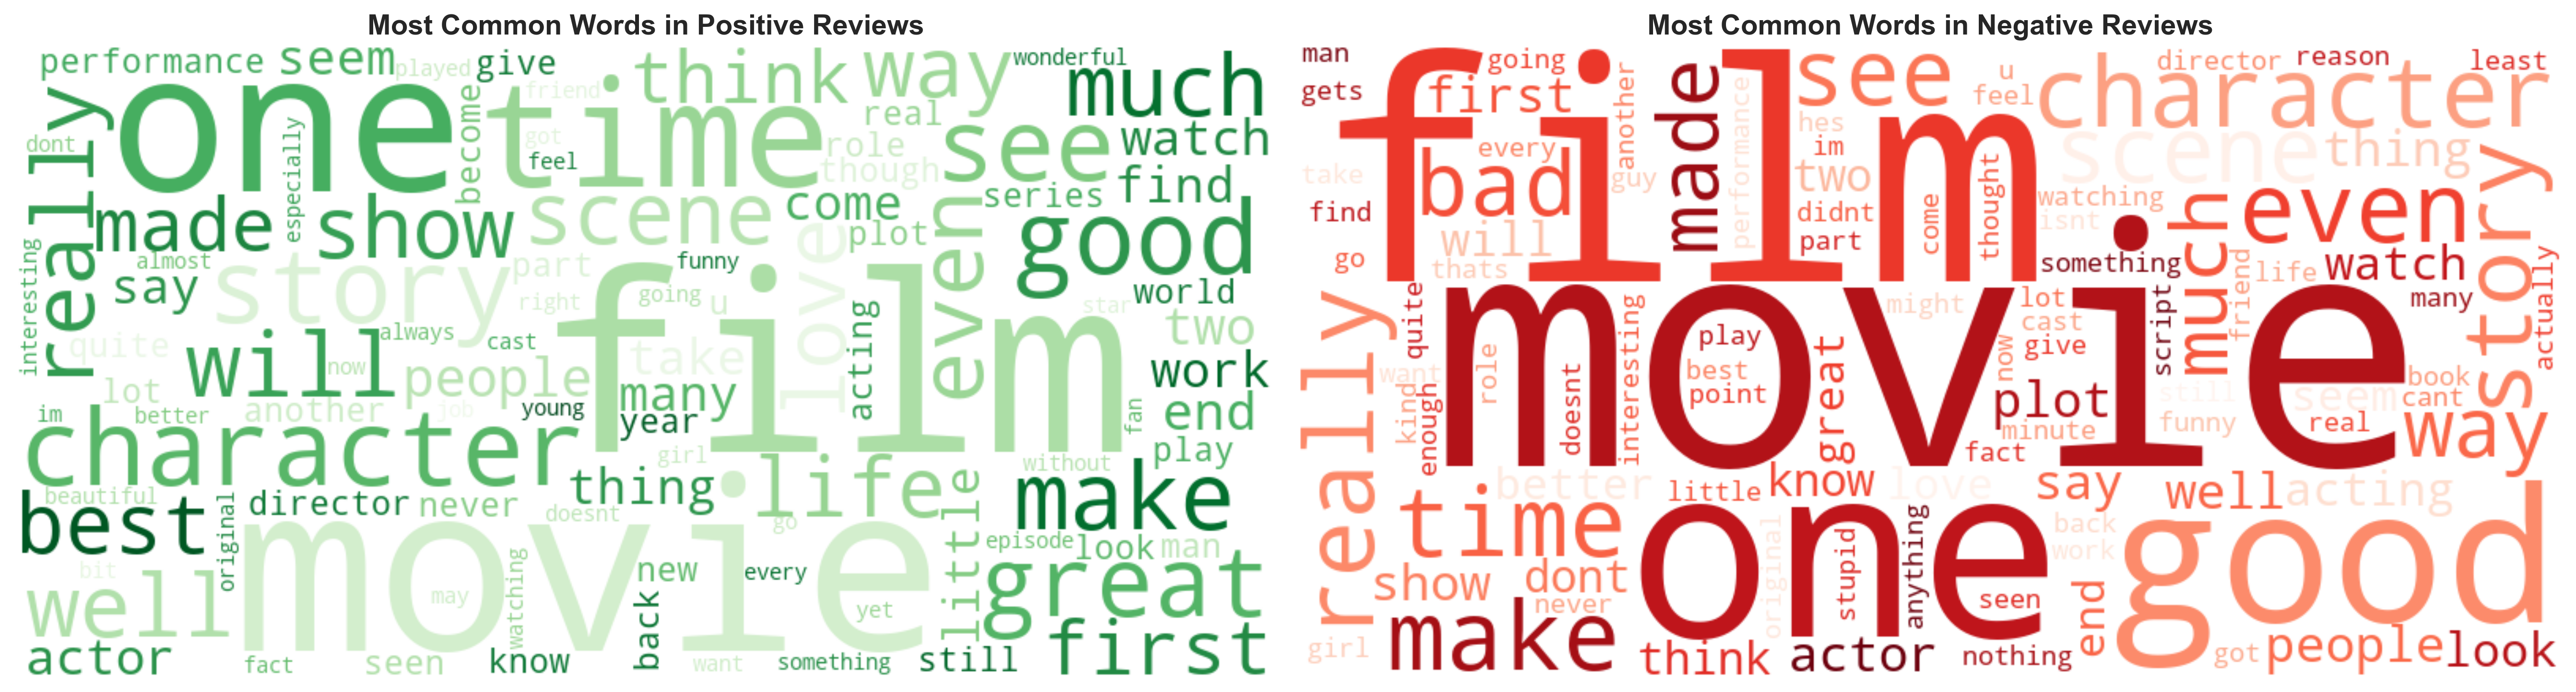 Most Common Words in Positive Reviews
performance
seem
played
give
think
way
wonderful
much
really
one
friend
time
become
real
see
watch
dont
especially
got
feel
role
though
series
find
made
show
scene
come
even
good
interesting
almost
say
story
part
funny
love
plot
right
going
u
film
star
world
two
quite
will
now
always
cast
take
many
acting
work
lot
people
im
better
another
job
young
year
fan
end
character
girl
without
play
best
beautiful
original
director
never
thing
doesnt
life
go
little
make
episode
look
man
well
bit
movie
may
watching
new
back
every
yet
great
first
actor
fact
seen
know
want
something
still
Most Common Words in Negative Reviews
man
gets
going
first
film
another
made
performance
see
u
feel
director
reason
least
character
take
every
bad
guy
hes
im
two
scene
thing
find
didnt
part
come
thought
watching
isnt
much
even
story
will
go
thats
something
friend
life
watch
many
actually
really
quite
interesting
movie
might
lot
cast
give
script
want
kind
enough
role
play
best
point
doesnt
great
now
plot
minute
fact
still
funny
seem
real
book
cant
way
better
little
know
love
say
well
acting
time
one
original
stupid
anything
back
work
good
show
dont
never
seen
end
girl
make
think
actor
nothing
got
people
look